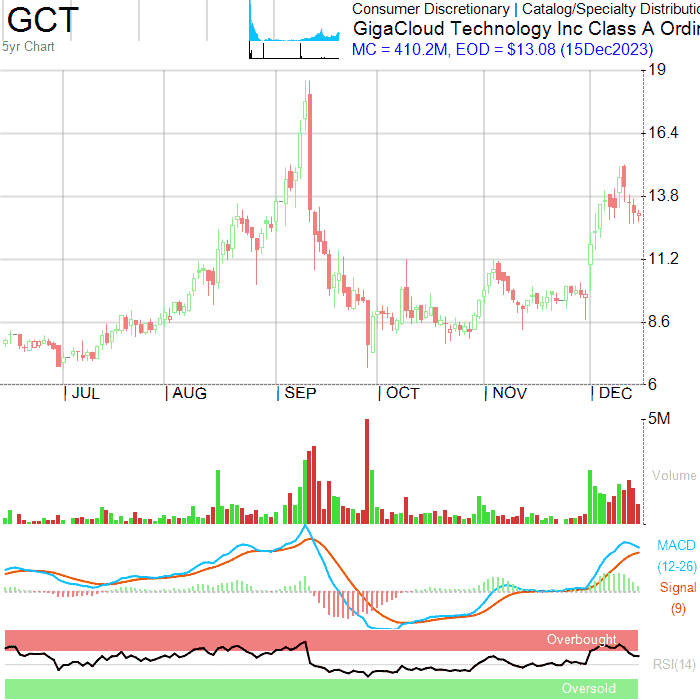 GCT
5yr Chart
Consumer Discretionary | Catalog/Specialty Distributio
GigaCloud Technology Inc Class A Ordin
MC = 410.2M, EOD = $13.08 (15Dec2023)
19
16.4
13.8
11.2
8.6
6
| JUL | AUG | SEP | OCT | NOV | DEC
5M
Volume
MACD
(12-26)
Signal
(9)
Overbought
RSI(14)
Oversold